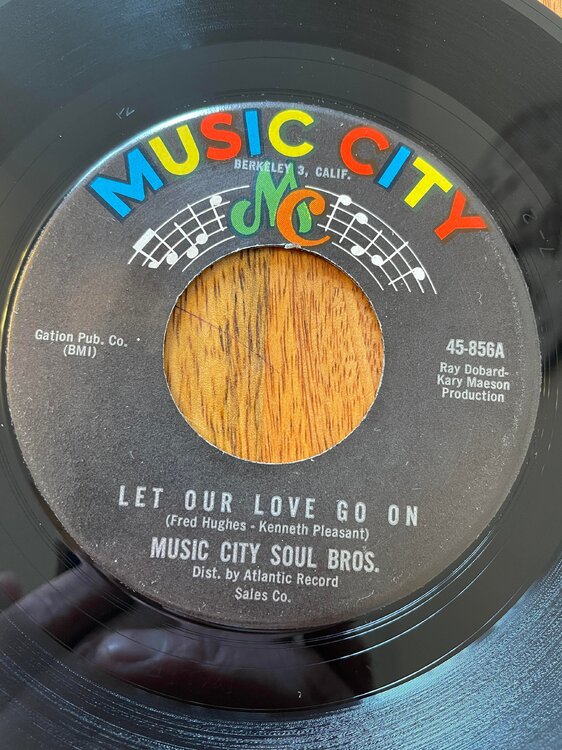 MUSIC CITY
BERKELEY 3, CALIF.
MC
Gation Pub. Co.
(BMI)
45-856A
Ray Dobard-
Kary Maeson
Production
LET OUR LOVE GO ON
(Fred Hughes - Kenneth Pleasant)
MUSIC CITY SOUL BROS.
Dist. by Atlantic Record
Sales Co.